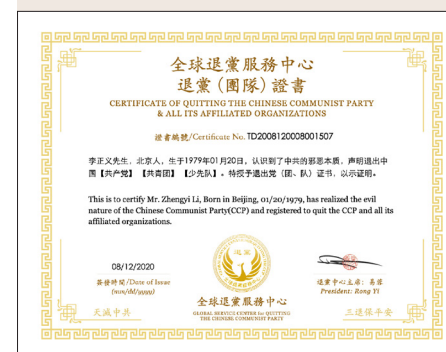 全球退黨服務中心
退黨（團隊）證書
CERTIFICATE OF QUITTING THE CHINESE COMMUNIST PARTY
& ALL ITS AFFILIATED ORGANIZATIONS
證書編號/Certificate No. TD2008120008001507
李正义先生，北京人，生于1979年01月20日，认识到了中共的邪恶本质，声明退出中
国【共产党】【共青团】【少先队】。特授予退出党（团、队）证书，以示证明。
This is to certify Mr. Zhengyi Li, Born in Beijing, 01/20/1979, has realized the evil
nature of the Chinese Communist Party(CCP) and registered to quit the CCP and all its
affiliated organizations.
08/12/2020
簽發時間/Date of Issue
(mm/dd/yyyy)
天滅中共
全球退黨服務中心
GLOBAL SERVICE CENTER for QUITTING
THE CHINESE COMMUNIST PARTY
退黨中心主席：易蓉
President: Rong Yi
三退保平安